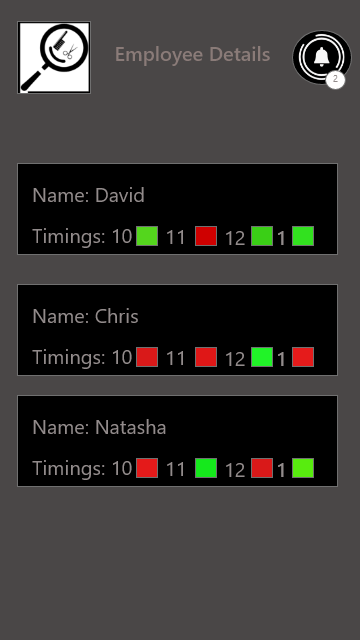 Employee Details
2
Name: David
Timings: 10 11 12 1
Name: Chris
Timings: 10 11 12 1
Name: Natasha
Timings: 10 11 12 1